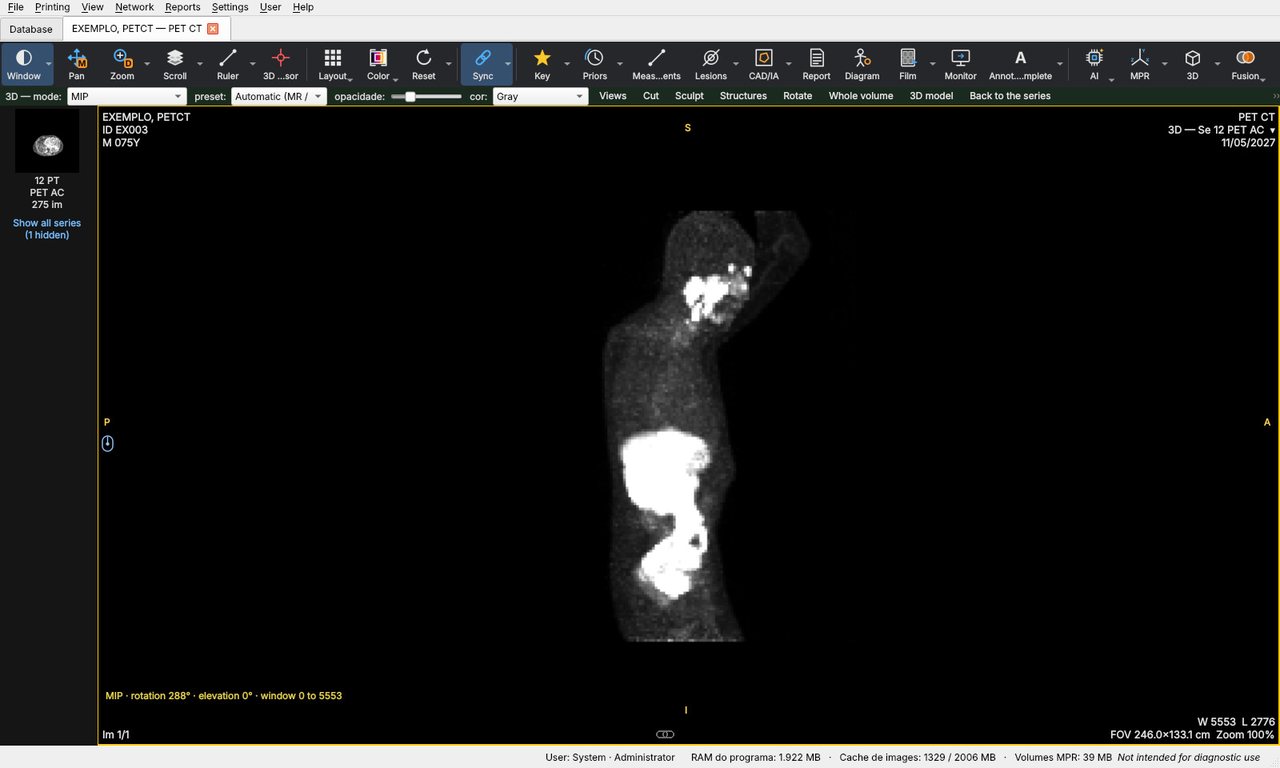 File Printing View Network Reports Settings User Help
Database EXEMPLO, PETCT — PET CT
Window Pan Zoom Scroll Ruler 3D ...sor Layout Color Reset Sync Key Priors Meas...ents Lesions CAD/IA Report Diagram Film Monitor Annot....mplete AI MPR 3D Fusion
3D — mode: MIP preset: Automatic (MR / opacidade: cor: Gray Views Cut Sculpt Structures Rotate Whole volume 3D model Back to the series
12 PT
PET AC
275 im
Show all series
(1 hidden)
EXEMPLO, PETCT
ID EX003
M 075Y
S
PET CT
3D — Se 12 PET AC
11/05/2027
P
A
MIP · rotation 288° · elevation 0° · window 0 to 5553
I
Im 1/1
W 5553 L 2776
FOV 246.0×133.1 cm Zoom 100%
User: System · Administrator RAM do programa: 1.922 MB · Cache de images: 1329 / 2006 MB · Volumes MPR: 39 MB Not intended for diagnostic use